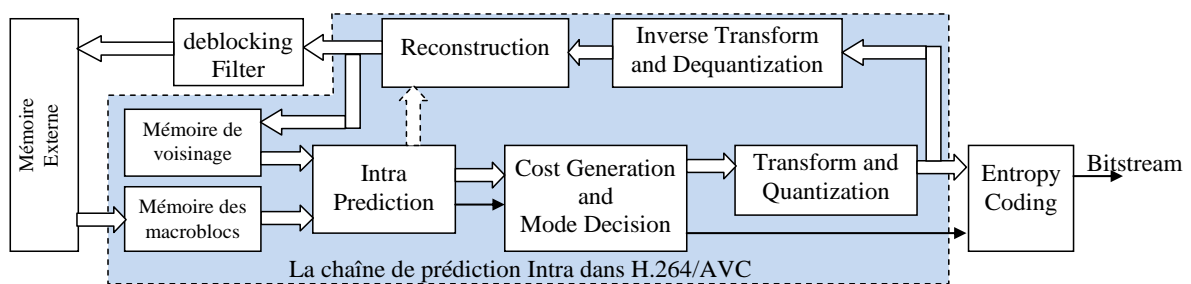 Mémoire
Externe
deblocking
Filter
Reconstruction
Inverse Transform
and Dequantization
Mémoire de
voisinage
Mémoire des
macroblocs
Intra
Prediction
Cost Generation
and
Mode Decision
Transform and
Quantization
Entropy
Coding
Bitstream
La chaîne de prédiction Intra dans H.264/AVC